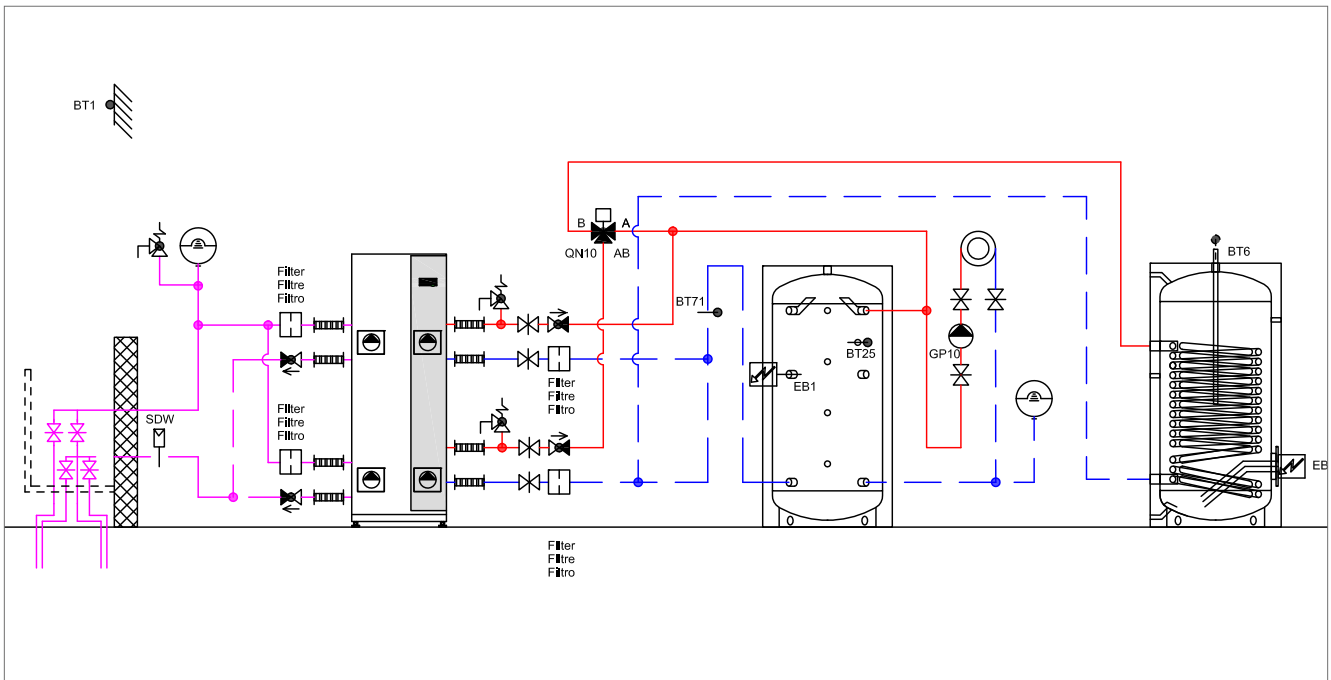 BT1
B
A
QN10
AB
BT6
Filter
Filtre
Filtro
BT71
BT25
GP10
EB1
Filter
Filtre
Filtro
Filter
Filtre
Filtro
SDW
EB
Filter
Filtre
Filtro